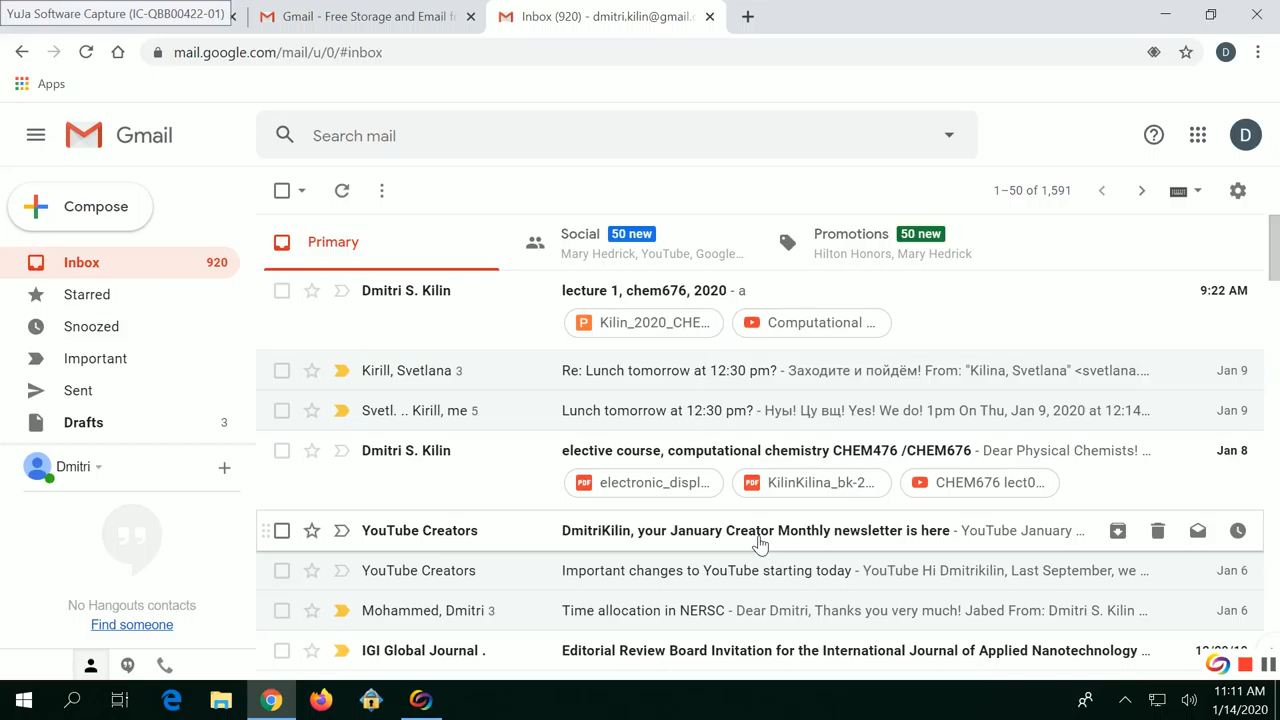 YuJa Software Capture (IC-QBB00422-01)
Gmail - Free Storage and Email f
Inbox (920) - dmitri.kilin@gmail.
mail.google.com/mail/u/0/#inbox
D
Apps
Gmail
Search mail
D
Compose
1–50 of 1,591
Primary
Social 50 new
Mary Hedrick, YouTube, Google...
Promotions 50 new
Hilton Honors, Mary Hedrick
Inbox 920
Starred
Snoozed
Important
Sent
Drafts 3
Dmitri
No Hangouts contacts
Find someone
Dmitri S. Kilin lecture 1, chem676, 2020 - a 9:22 AM
Kilin_2020_CHE... Computational ...
Kirill, Svetlana 3 Re: Lunch tomorrow at 12:30 pm? - Заходите и пойдём! From: "Kilina, Svetlana" <svetlana.... Jan 9
Svetl. .. Kirill, me 5 Lunch tomorrow at 12:30 pm? - Нуы! Цу вщ! Yes! We do! 1pm On Thu, Jan 9, 2020 at 12:14... Jan 9
Dmitri S. Kilin elective course, computational chemistry CHEM476 /CHEM676 - Dear Physical Chemists! ... Jan 8
electronic_displ... KilinKilina_bk-2... CHEM676 lect0...
YouTube Creators DmitriKilin, your January Creator Monthly newsletter is here - YouTube January ...
YouTube Creators Important changes to YouTube starting today - YouTube Hi Dmitrikilin, Last September, we ... Jan 6
Mohammed, Dmitri 3 Time allocation in NERSC - Dear Dmitri, Thanks you very much! Jabed From: Dmitri S. Kilin ... Jan 6
IGI Global Journal . Editorial Review Board Invitation for the International Journal of Applied Nanotechnology ...
11:11 AM
1/14/2020